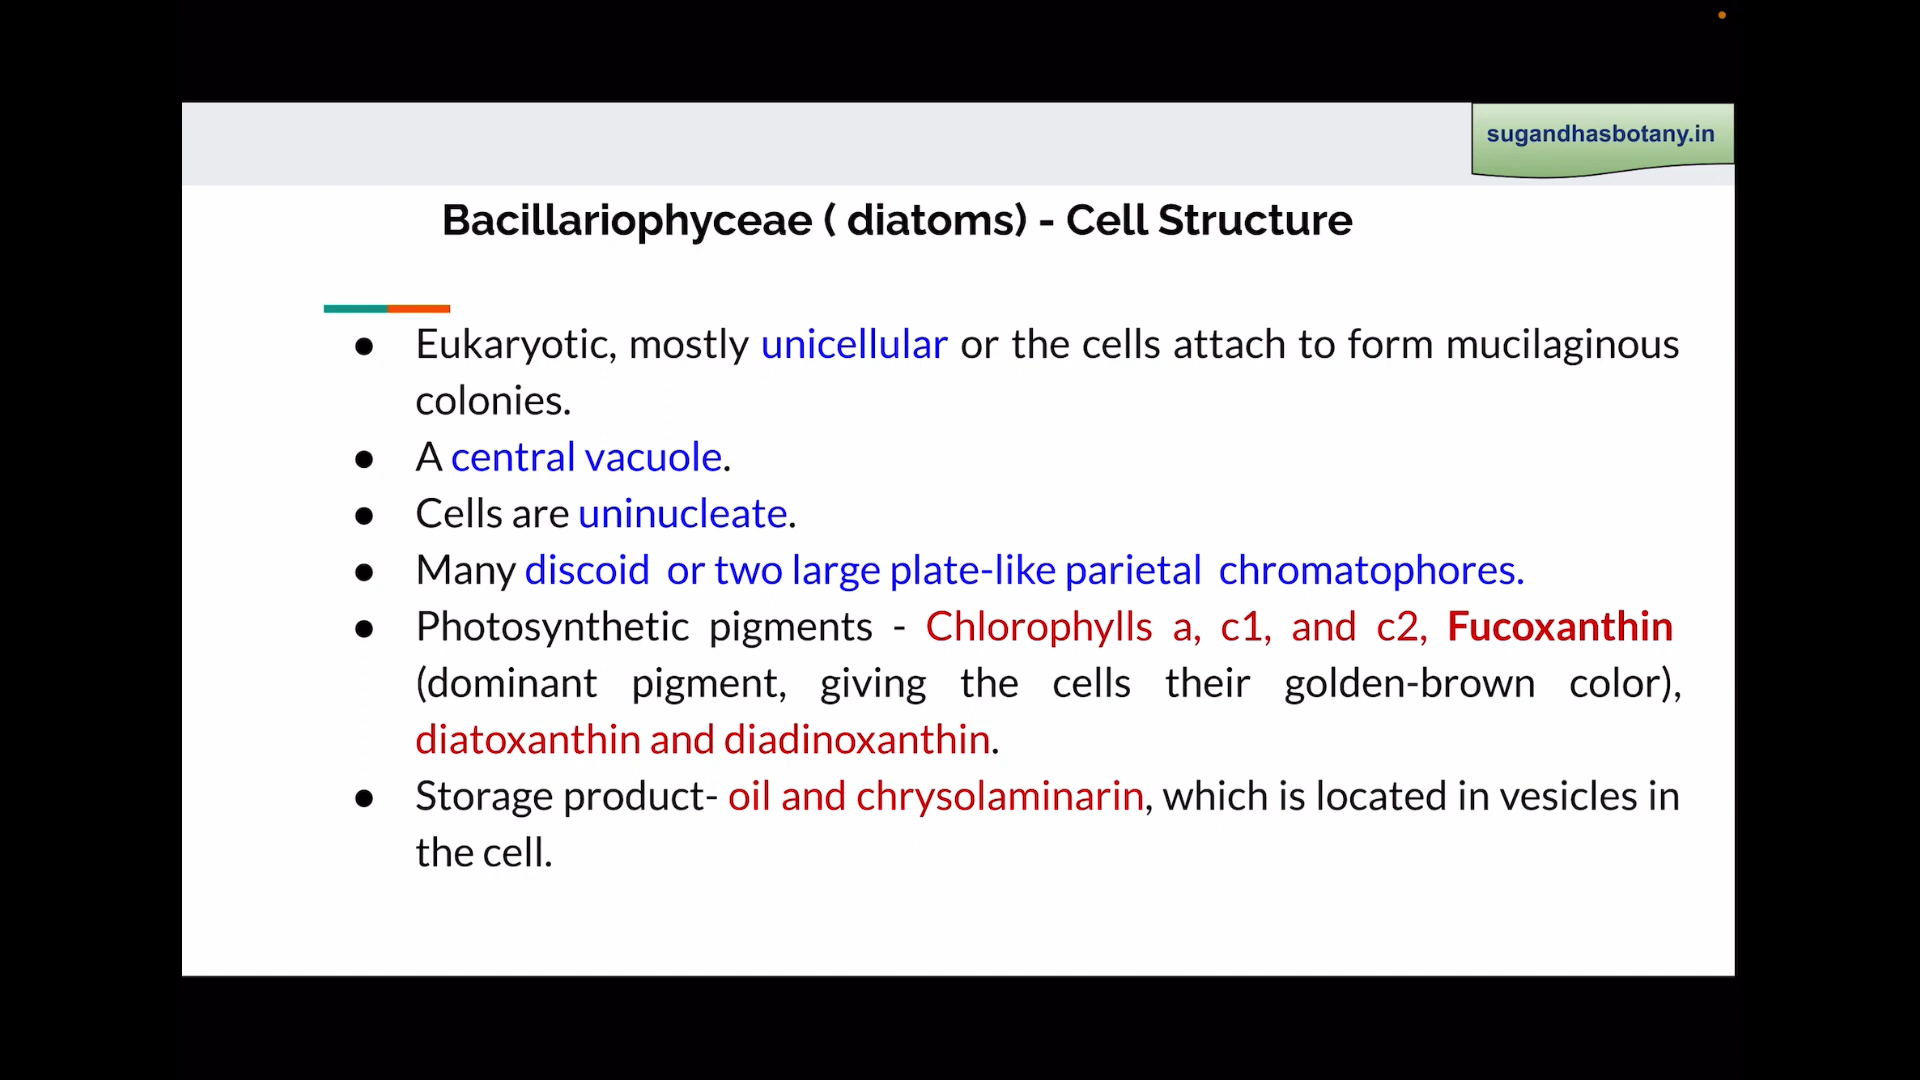 sugandhasbotany.in
Bacillariophyceae ( diatoms) - Cell Structure
● Eukaryotic, mostly unicellular or the cells attach to form mucilaginous
colonies.
● A central vacuole.
● Cells are uninucleate.
● Many discoid or two large plate-like parietal chromatophores.
● Photosynthetic pigments - Chlorophylls a, c1, and c2, Fucoxanthin
(dominant pigment, giving the cells their golden-brown color),
diatoxanthin and diadinoxanthin.
● Storage product- oil and chrysolaminarin, which is located in vesicles in
the cell.